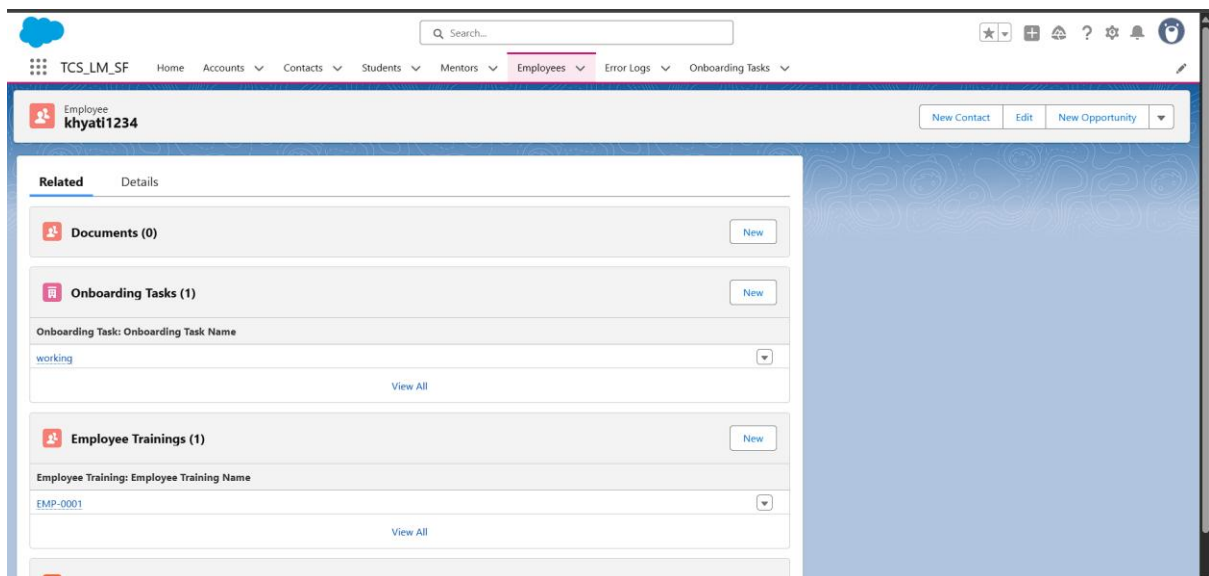 Search...
TCS_LM_SF Home Accounts Contacts Students Mentors Employees Error Logs Onboarding Tasks
Employee
khyati1234
New Contact Edit New Opportunity
Related Details
Documents (0) New
Onboarding Tasks (1) New
Onboarding Task: Onboarding Task Name
working
View All
Employee Trainings (1) New
Employee Training: Employee Training Name
EMP-0001
View All